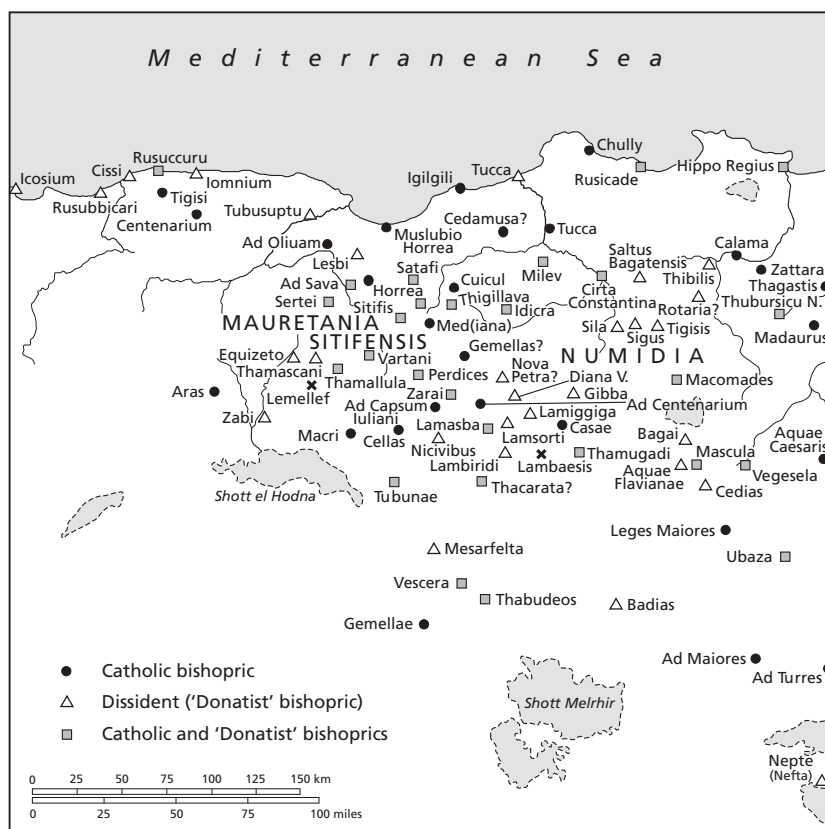 Mediterranean Sea
Chully
Rusuccuru
Cissi
Icosium
Iomnium
Rusubbicari
Tigisi
Centenarium
Igilgili
Tucca
Rusicade
Hippo Regius
Tubusuptu
Muslubio
Horrea
Cedamusa?
Tucca
Ad Oliuam
Lesbi
Calama
Saltus
Bagatensis
Thibilis
Zattara
Thagastis
Thubursicu N.
Madaurus
Satafi
Ad Sava
Horrea
Sertei
Sitifis
Cuicul
Thigillava
Milev
Idicra
Cirta
Constantina
Rotaria?
MAURETANIA
SITIFENSIS
Med(iana)
Sila
Sigus
Tigisis
Gemellas?
NUMIDIA
Equizeto
Thamascani
Vartani
Lemellef
Thamallula
Perdices
Nova
Petra?
Diana V.
Gibba
Macomades
Aras
Zabi
Zarai
Ad Capsum
Iuliani
Ad Centenarium
Lamiggiga
Casae
Macri
Cellas
Lamasba
Lamsorti
Nicivibus
Lambiridi
Lambaesis
Thamugadi
Bagai
Mascula
Aquae
Flavianae
Aquae
Caesaris
Vegesela
Cedias
Shott el Hodna
Tubunae
Thacarata?
Leges Maiores
Ubaza
Mesarfelta
Vescera
Thabudeos
Badias
Gemellae
Ad Maiores
Ad Turres
Shott Melrhir
Nepte
(Nefta)
Catholic bishopric
Dissident ('Donatist' bishopric)
Catholic and 'Donatist' bishoprics
0 25 50 75 100 125 150 km
0 25 50 75 100 miles